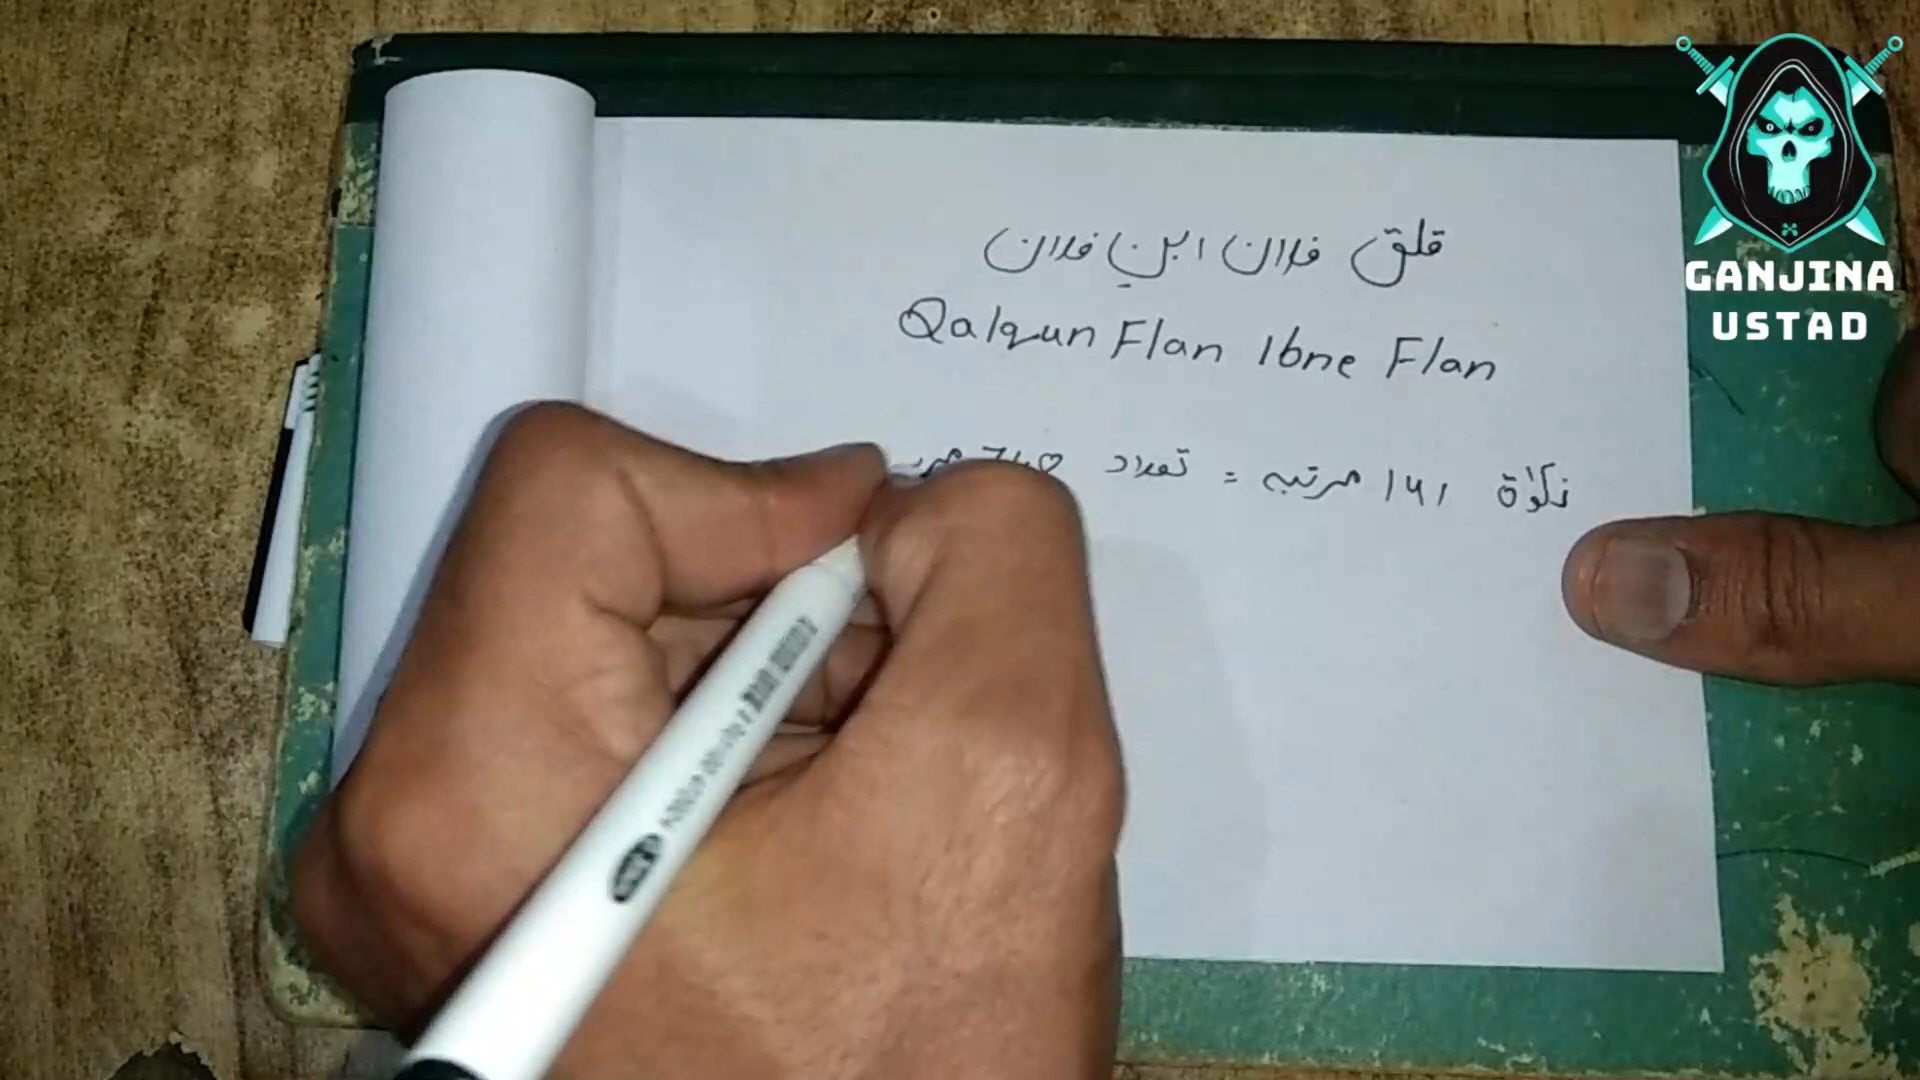 قلق فلان ابنِ فلان
Qalqun Flan Ibne Flan
زکوٰۃ ۱۶۱ مرتبہ = تعداد
GANJINA
USTAD